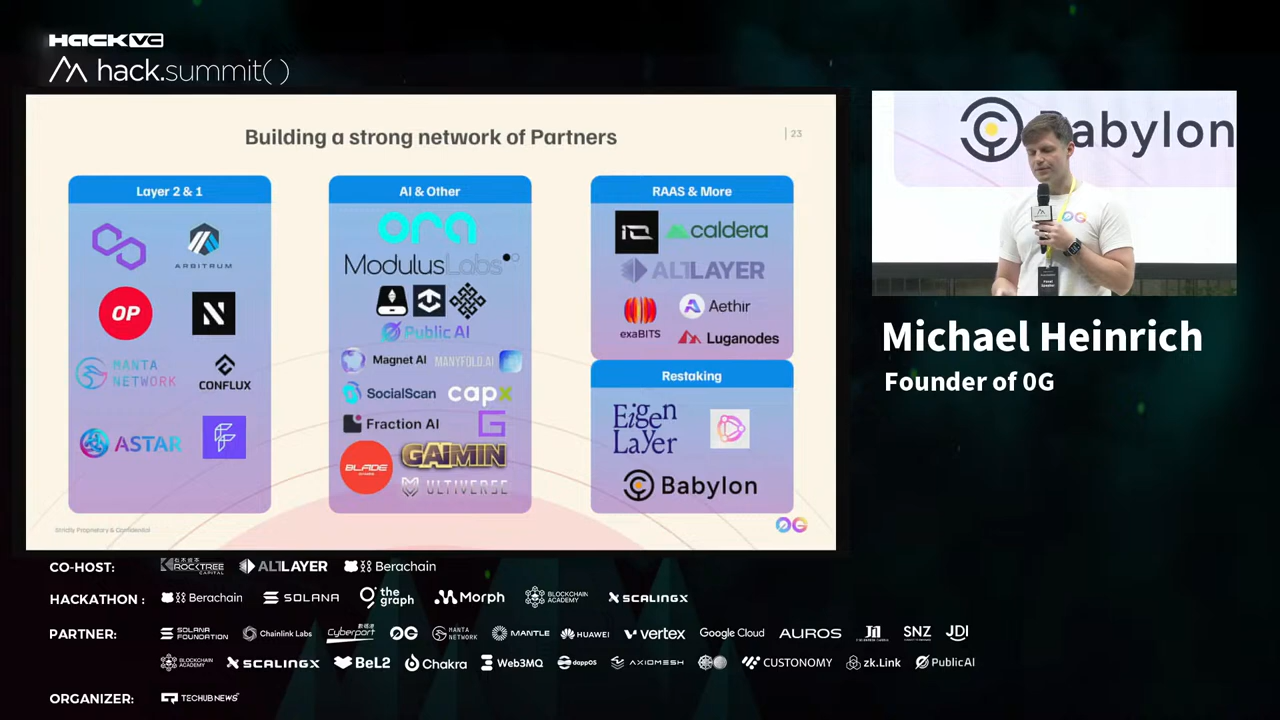 HACK VC
hack.summit( )
Building a strong network of Partners
| 23
Layer 2 & 1
ARBITRUM
OP
N
MANTA
NETWORK
CONFLUX
ASTAR
AI & Other
ora
ModulusLabs
Public AI
Magnet AI
MANYFOLD.AI
SocialScan
capx
Fraction AI
BLADE
GAIMIN
ULTIVERSE
RAAS & More
caldera
ALTLAYER
exaBITS
Aethir
Luganodes
Restaking
Eigen
Layer
Babylon
Strictly Proprietary & Confidential
0G
Babylon
Michael Heinrich
Founder of 0G
CO-HOST:
ROCKTREE
CAPITAL
ALTLAYER
Berachain
HACKATHON :
Berachain
SOLANA
the graph
Morph
BLOCKCHAIN
ACADEMY
SCALINGX
PARTNER:
SOLANA
FOUNDATION
Chainlink Labs
Cyberport
0G
MANTA
NETWORK
MANTLE
HUAWEI
vertex
Google Cloud
AUROS
SNZ
JDI
BLOCKCHAIN
ACADEMY
SCALINGX
BeL2
Chakra
Web3MQ
dappOS
AXIOMESH
CUSTONOMY
zk.Link
PublicAI
ORGANIZER:
TECHUB NEWS